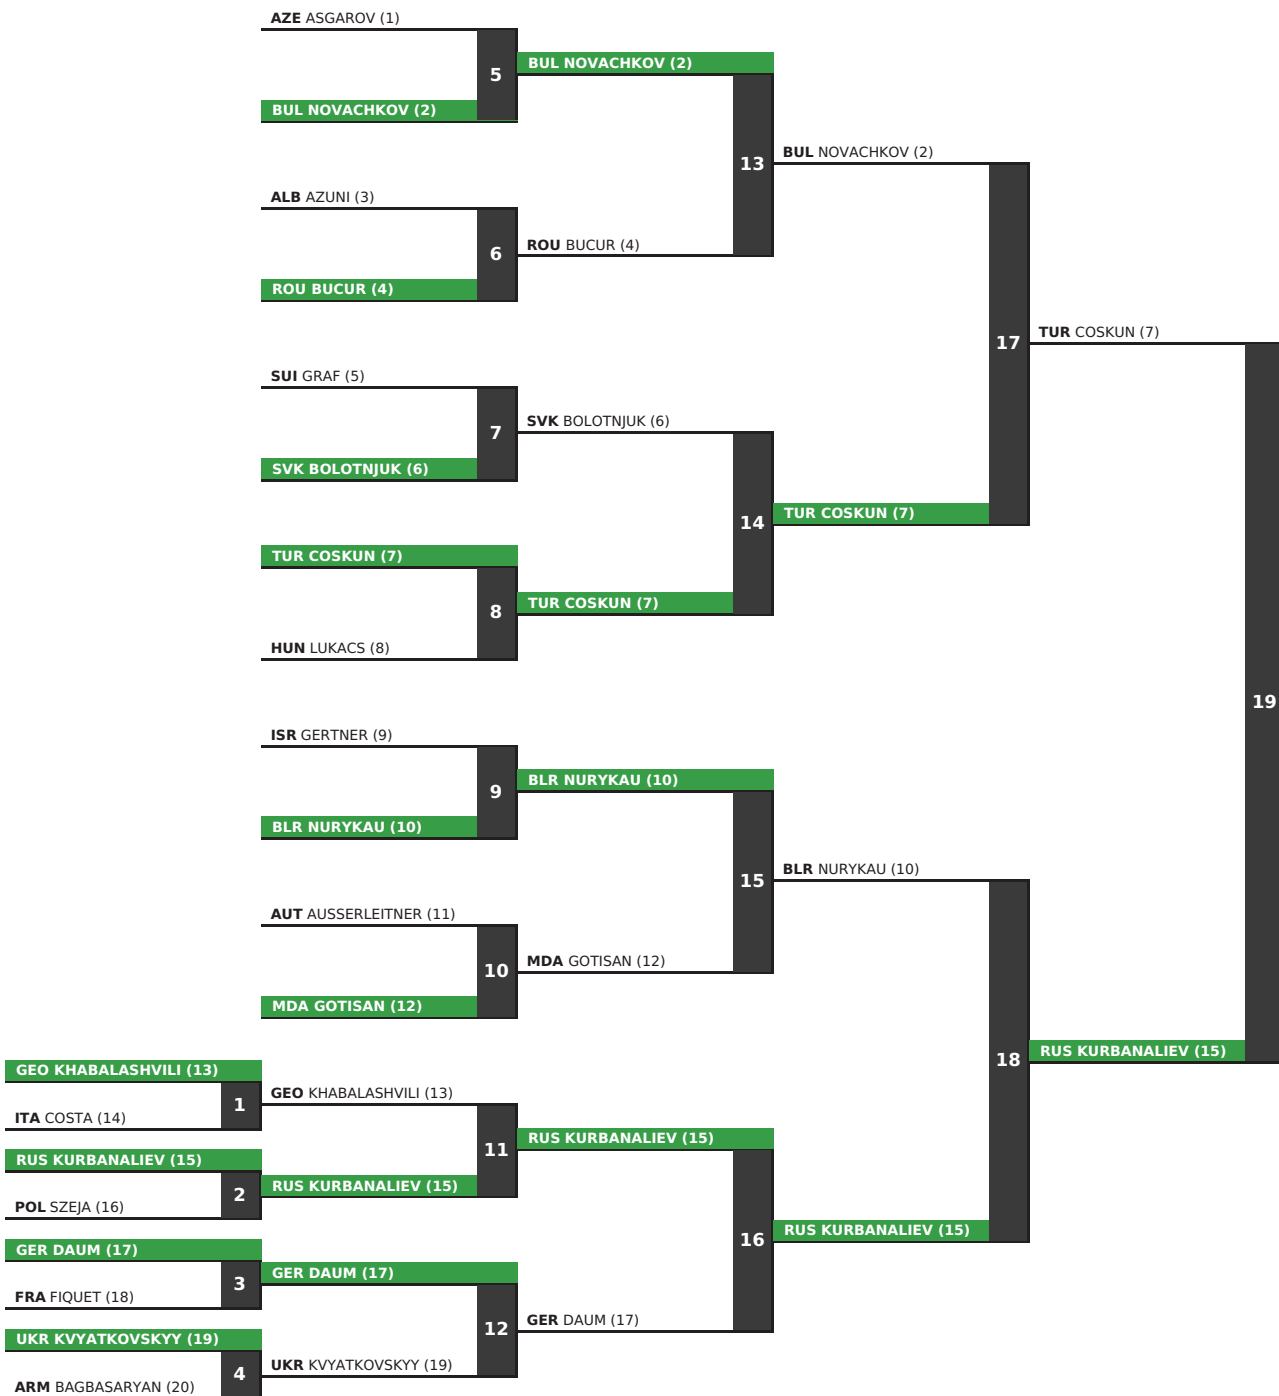 AZE ASGAROV (1)
5
BUL NOVACHKOV (2)
BUL NOVACHKOV (2)
13
BUL NOVACHKOV (2)
ALB AZUNI (3)
6
ROU BUCUR (4)
ROU BUCUR (4)
17
TUR COSKUN (7)
SUI GRAF (5)
7
SVK BOLOTNJUK (6)
SVK BOLOTNJUK (6)
14
TUR COSKUN (7)
TUR COSKUN (7)
8
TUR COSKUN (7)
HUN LUKACS (8)
19
ISR GERTNER (9)
9
BLR NURYKAU (10)
BLR NURYKAU (10)
15
BLR NURYKAU (10)
AUT AUSSERLEITNER (11)
10
MDA GOTISAN (12)
MDA GOTISAN (12)
18
RUS KURBANALIEV (15)
GEO KHABALASHVILI (13)
1
GEO KHABALASHVILI (13)
ITA COSTA (14)
11
RUS KURBANALIEV (15)
RUS KURBANALIEV (15)
2
RUS KURBANALIEV (15)
POL SZEJA (16)
16
RUS KURBANALIEV (15)
GER DAUM (17)
3
GER DAUM (17)
FRA FIQUET (18)
12
GER DAUM (17)
UKR KVYATKOVSKYY (19)
4
UKR KVYATKOVSKYY (19)
ARM BAGBASARYAN (20)